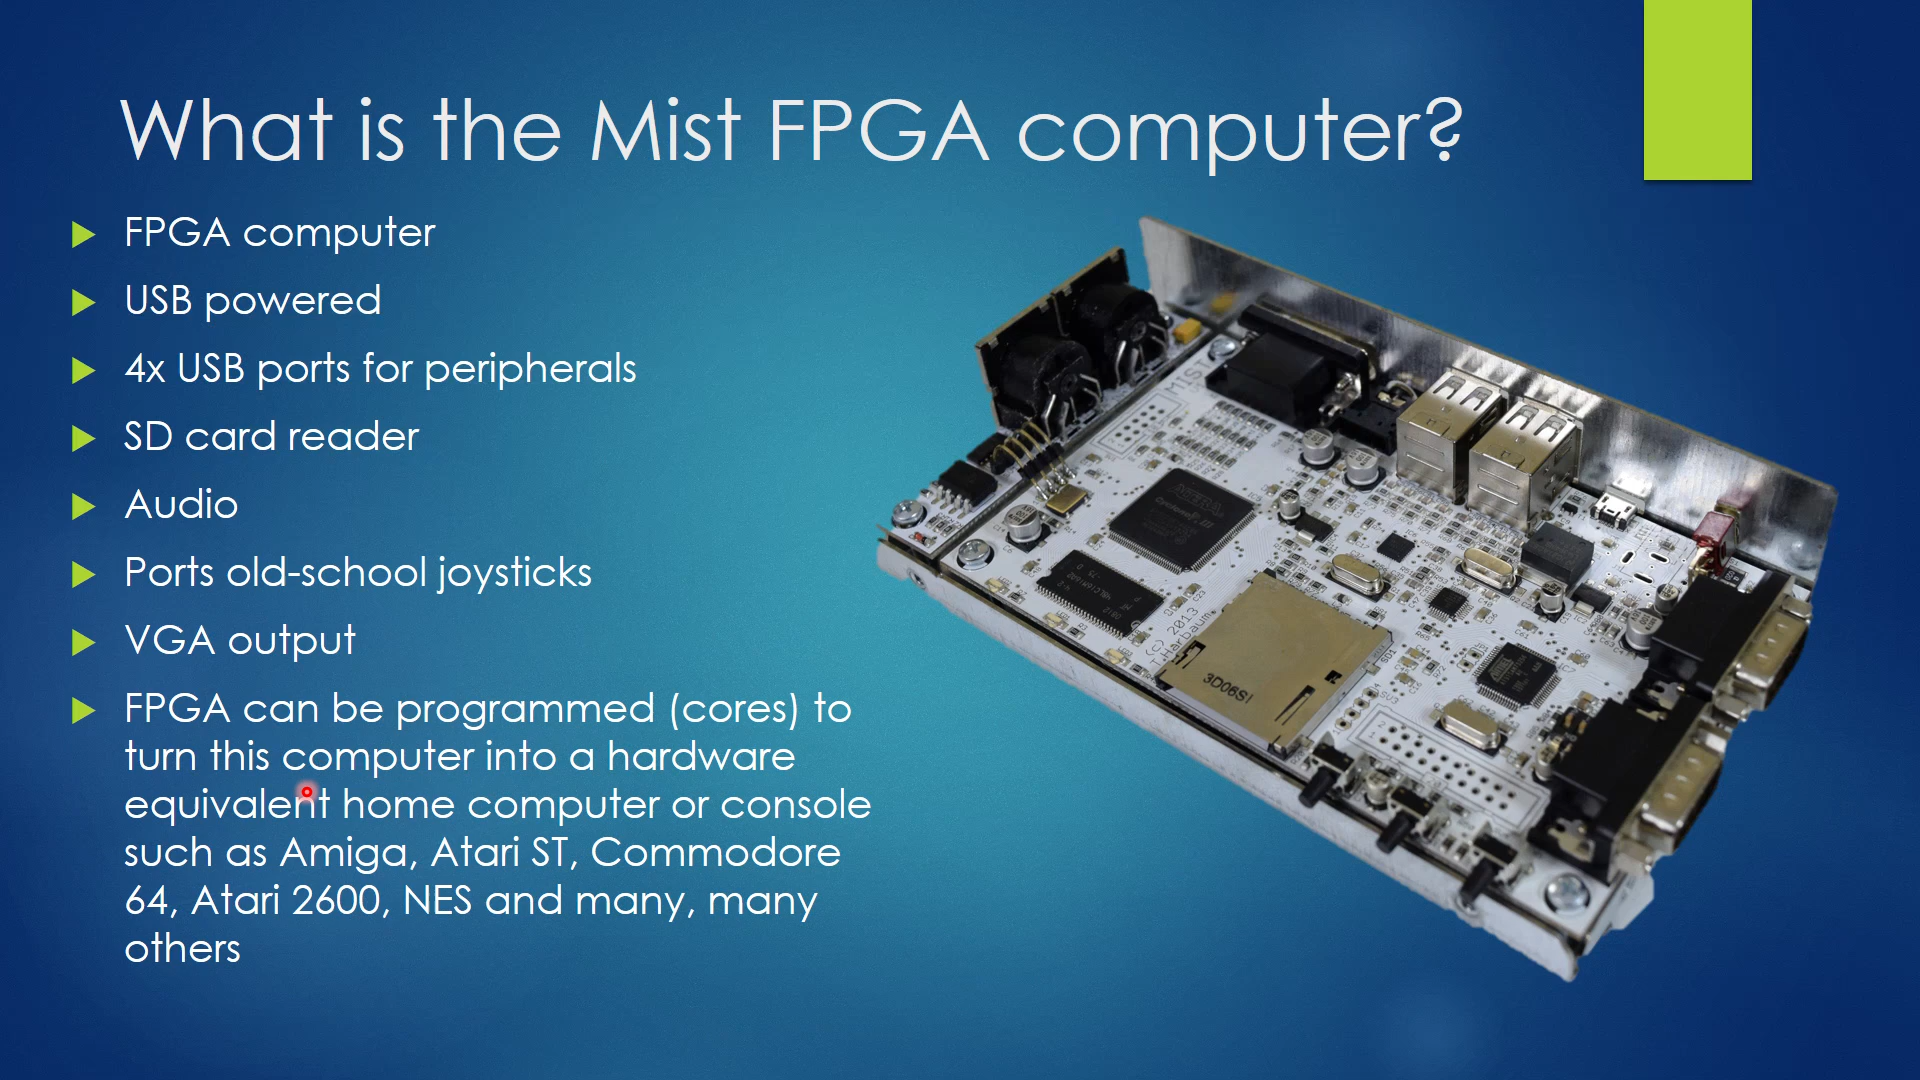 What is the Mist FPGA computer?
FPGA computer
USB powered
4x USB ports for peripherals
SD card reader
Audio
Ports old-school joysticks
VGA output
FPGA can be programmed (cores) to
turn this computer into a hardware
equivalent home computer or console
such as Amiga, Atari ST, Commodore
64, Atari 2600, NES and many, many
others
MIST
ALTERA
Cyclone III
(C) 2013
T.Harbaum
3D06SI